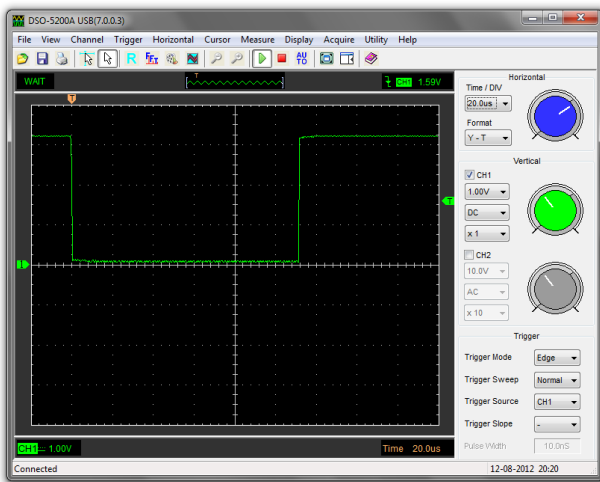 DSO-5200A USB(7.0.0.3)
File View Channel Trigger Horizontal Cursor Measure Display Acquire Utility Help
R FFT AUTO
WAIT T CH1 1.59V
T
T
1
CH1 1.00V Time 20.0us
Horizontal
Time / DIV
20.0us
Format
Y - T
Vertical
CH1
1.00V
DC
x 1
CH2
10.0V
AC
x 10
Trigger
Trigger Mode Edge
Trigger Sweep Normal
Trigger Source CH1
Trigger Slope -
Pulse Width 10.0nS
Connected 12-08-2012 20:20